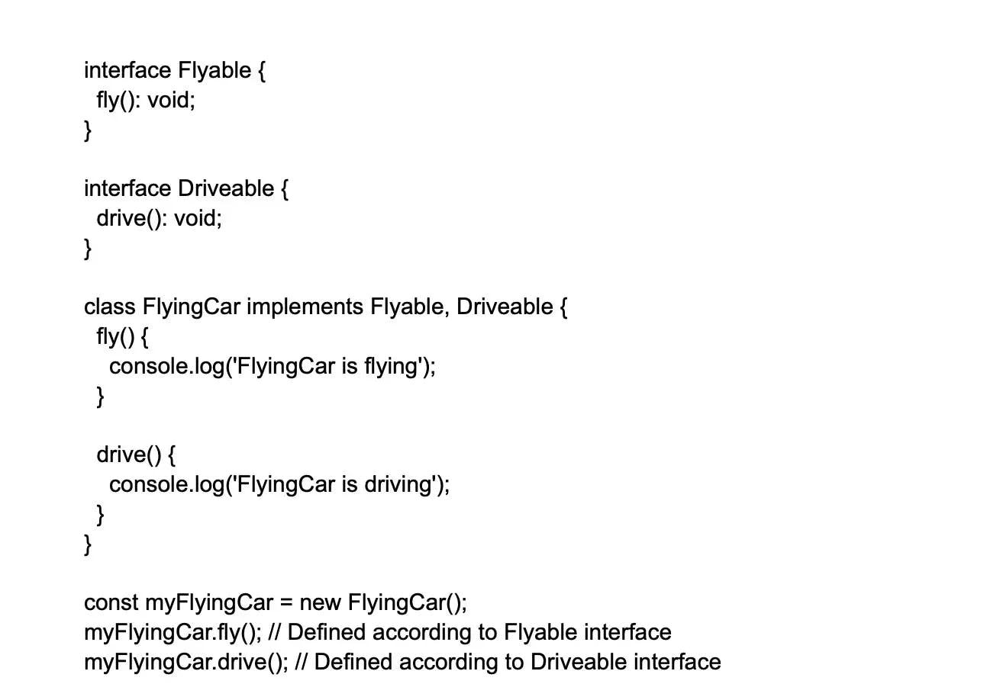 interface Flyable {
  fly(): void;
}

interface Driveable {
  drive(): void;
}

class FlyingCar implements Flyable, Driveable {
  fly() {
    console.log('FlyingCar is flying');
  }

  drive() {
    console.log('FlyingCar is driving');
  }
}

const myFlyingCar = new FlyingCar();
myFlyingCar.fly(); // Defined according to Flyable interface
myFlyingCar.drive(); // Defined according to Driveable interface